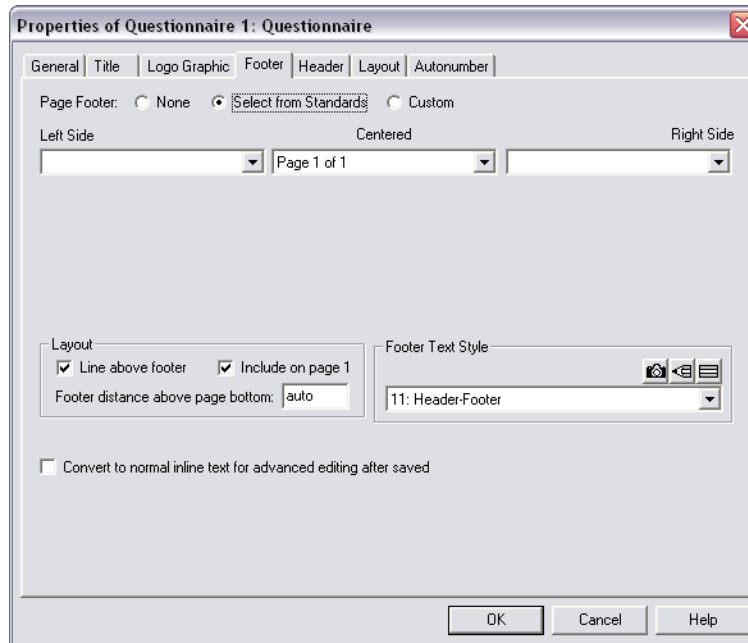 Properties of Questionnaire 1: Questionnaire
General Title Logo Graphic Footer Header Layout Autonumber
Page Footer: None Select from Standards Custom
Left Side Centered Right Side
Page 1 of 1
Layout Footer Text Style
Line above footer Include on page 1
Footer distance above page bottom: auto
11: Header-Footer
Convert to normal inline text for advanced editing after saved
OK Cancel Help